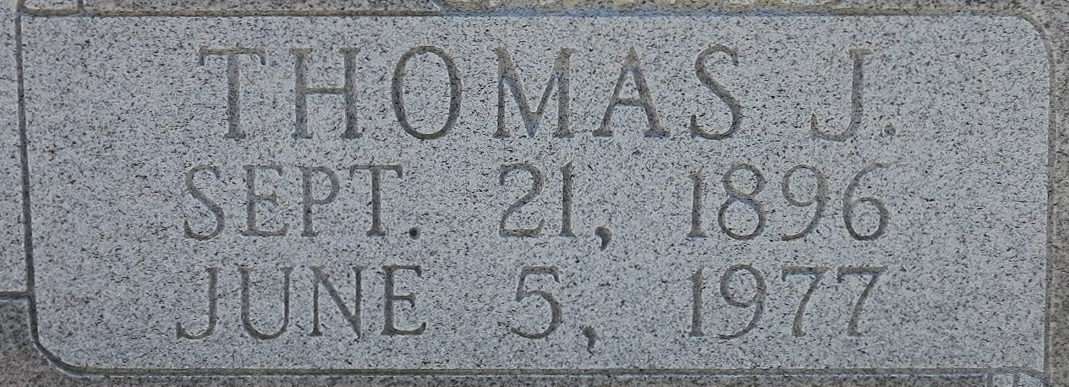 THOMAS J.
SEPT. 21, 1896
JUNE 5, 1977